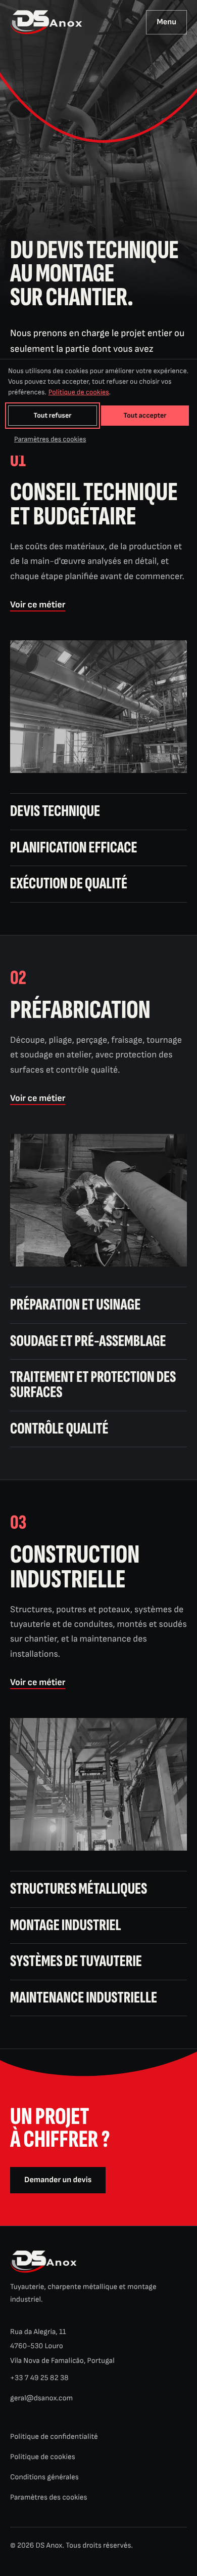 DS Anox
Menu
DU DEVIS TECHNIQUE
AU MONTAGE
SUR CHANTIER.
Nous prenons en charge le projet entier ou
seulement la partie dont vous avez
Nous utilisons des cookies pour améliorer votre expérience.
Vous pouvez tout accepter, tout refuser ou choisir vos
préférences. Politique de cookies.
Tout refuser
Tout accepter
Paramètres des cookies
01
CONSEIL TECHNIQUE
ET BUDGÉTAIRE
Les coûts des matériaux, de la production et
de la main-d'œuvre analysés en détail, et
chaque étape planifiée avant de commencer.
Voir ce métier
DEVIS TECHNIQUE
PLANIFICATION EFFICACE
EXÉCUTION DE QUALITÉ
02
PRÉFABRICATION
Découpe, pliage, perçage, fraisage, tournage
et soudage en atelier, avec protection des
surfaces et contrôle qualité.
Voir ce métier
PRÉPARATION ET USINAGE
SOUDAGE ET PRÉ-ASSEMBLAGE
TRAITEMENT ET PROTECTION DES
SURFACES
CONTRÔLE QUALITÉ
03
CONSTRUCTION
INDUSTRIELLE
Structures, poutres et poteaux, systèmes de
tuyauterie et de conduites, montés et soudés
sur chantier, et la maintenance des
installations.
Voir ce métier
STRUCTURES MÉTALLIQUES
MONTAGE INDUSTRIEL
SYSTÈMES DE TUYAUTERIE
MAINTENANCE INDUSTRIELLE
UN PROJET
À CHIFFRER ?
Demander un devis
DS Anox
Tuyauterie, charpente métallique et montage
industriel.
Rua da Alegria, 11
4760-530 Louro
Vila Nova de Famalicão, Portugal
+33 7 49 25 82 38
geral@dsanox.com
Politique de confidentialité
Politique de cookies
Conditions générales
Paramètres des cookies
© 2026 DS Anox. Tous droits réservés.